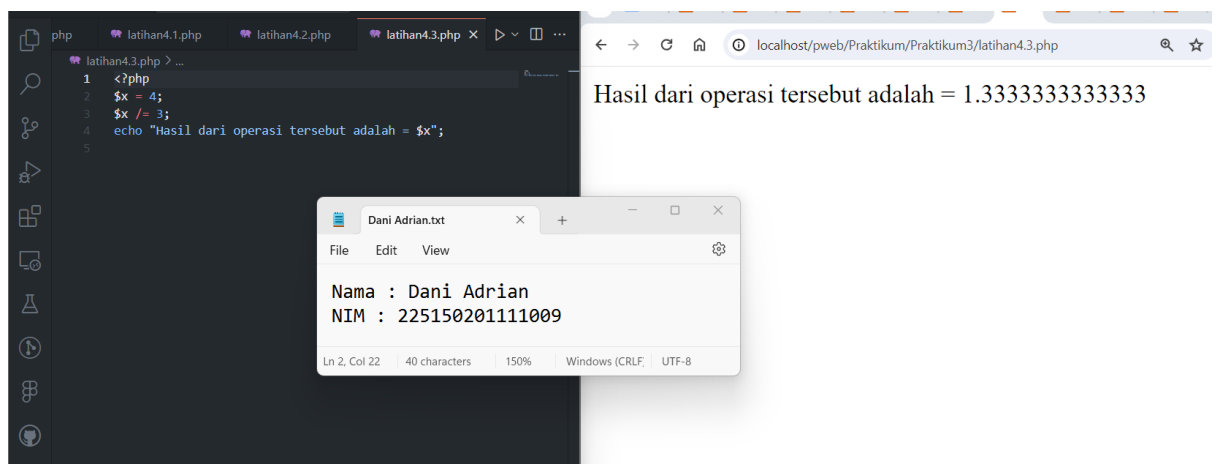 php
latihan4.1.php
latihan4.2.php
latihan4.3.php
latihan4.3.php > ...
1 <?php
2 $x = 4;
3 $x /= 3;
4 echo "Hasil dari operasi tersebut adalah = $x";
5
localhost/pweb/Praktikum/Praktikum3/latihan4.3.php
Hasil dari operasi tersebut adalah = 1.3333333333333
Dani Adrian.txt
File Edit View
Nama : Dani Adrian
NIM : 225150201111009
Ln 2, Col 22 40 characters 150% Windows (CRLF) UTF-8